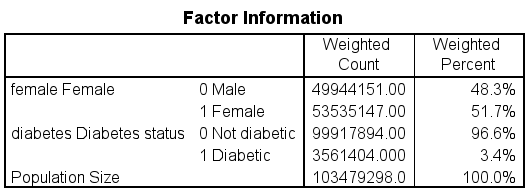 Factor Information
Weighted Count Weighted Percent
female Female 0 Male 49944151.00 48.3%
1 Female 53535147.00 51.7%
diabetes Diabetes status 0 Not diabetic 99917894.00 96.6%
1 Diabetic 3561404.000 3.4%
Population Size 103479298.0 100.0%